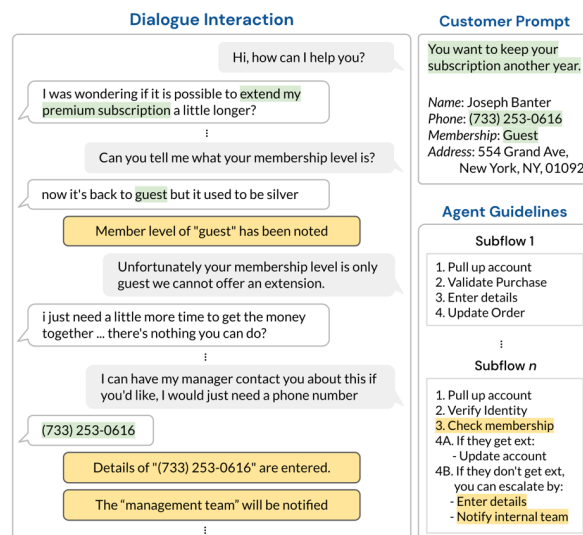 Dialogue Interaction
Hi, how can I help you?
I was wondering if it is possible to extend my
premium subscription a little longer?
⋮
Can you tell me what your membership level is?
now it's back to guest but it used to be silver
Member level of "guest" has been noted
Unfortunately your membership level is only
guest we cannot offer an extension.
i just need a little more time to get the money
together ... there's nothing you can do?
⋮
I can have my manager contact you about this if
you'd like, I would just need a phone number
(733) 253-0616
Details of "(733) 253-0616" are entered.
The “management team” will be notified
⋮
Customer Prompt
You want to keep your
subscription another year.
Name: Joseph Banter
Phone: (733) 253-0616
Membership: Guest
Address: 554 Grand Ave,
New York, NY, 01092
Agent Guidelines
Subflow 1
1. Pull up account
2. Validate Purchase
3. Enter details
4. Update Order
⋮
Subflow n
1. Pull up account
2. Verify Identity
3. Check membership
4A. If they get ext:
- Update account
4B. If they don't get ext,
you can escalate by:
- Enter details
- Notify internal team